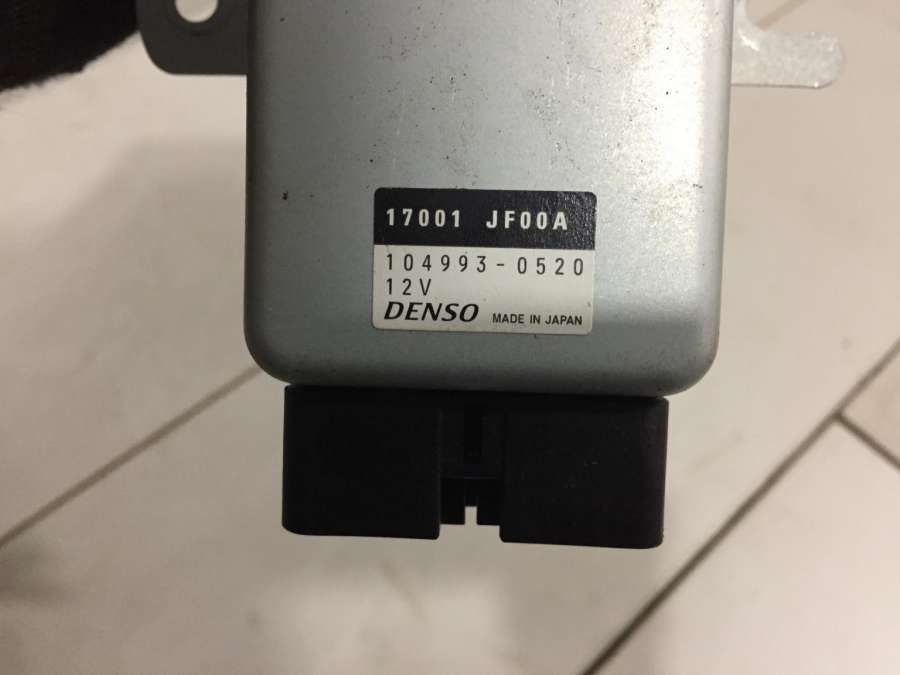 17001 JF00A
104993-0520
12V
DENSO MADE IN JAPAN